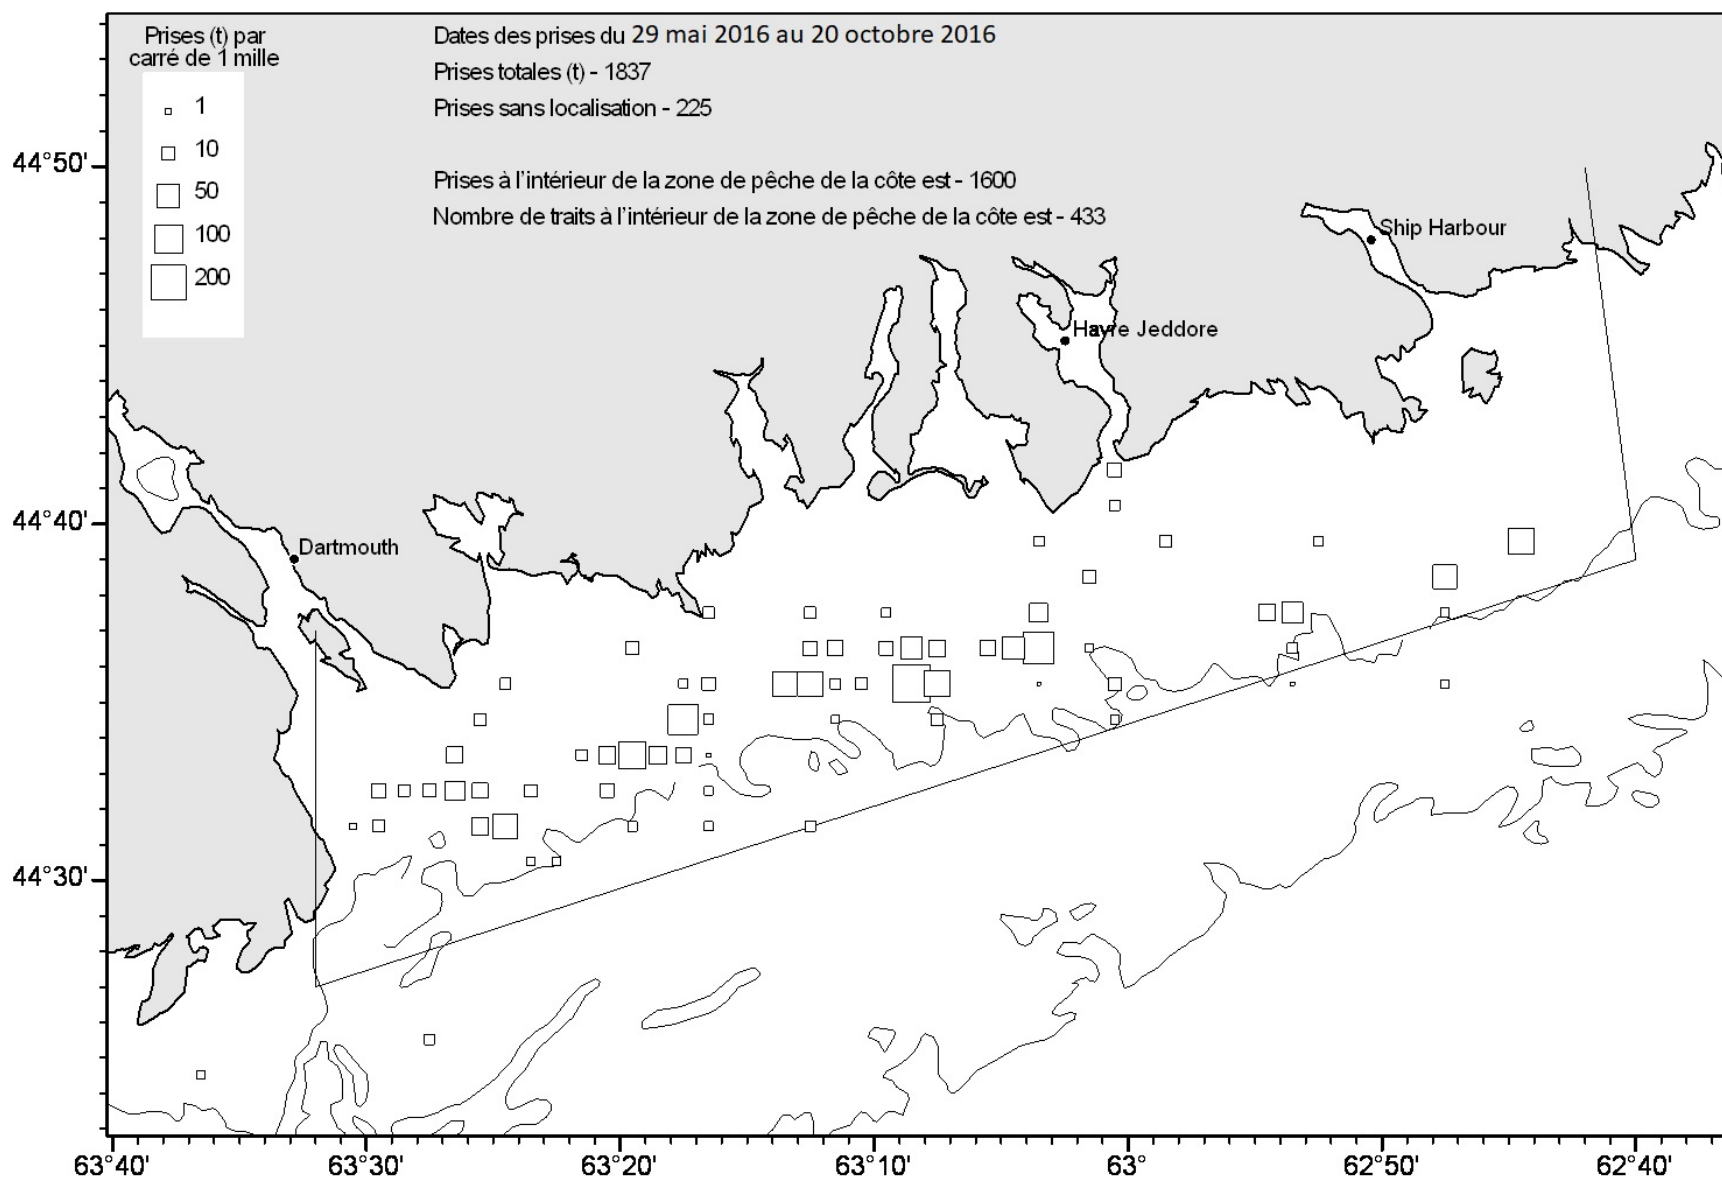 Prises (t) par
carré de 1 mille
1
10
50
100
200
Dates des prises du 29 mai 2016 au 20 octobre 2016
Prises totales (t) - 1837
Prises sans localisation - 225
Prises à l'intérieur de la zone de pêche de la côte est - 1600
Nombre de traits à l'intérieur de la zone de pêche de la côte est - 433
44°50'
Ship Harbour
Havre Jeddore
44°40'
Dartmouth
44°30'
63°40'
63°30'
63°20'
63°10'
63°
62°50'
62°40'